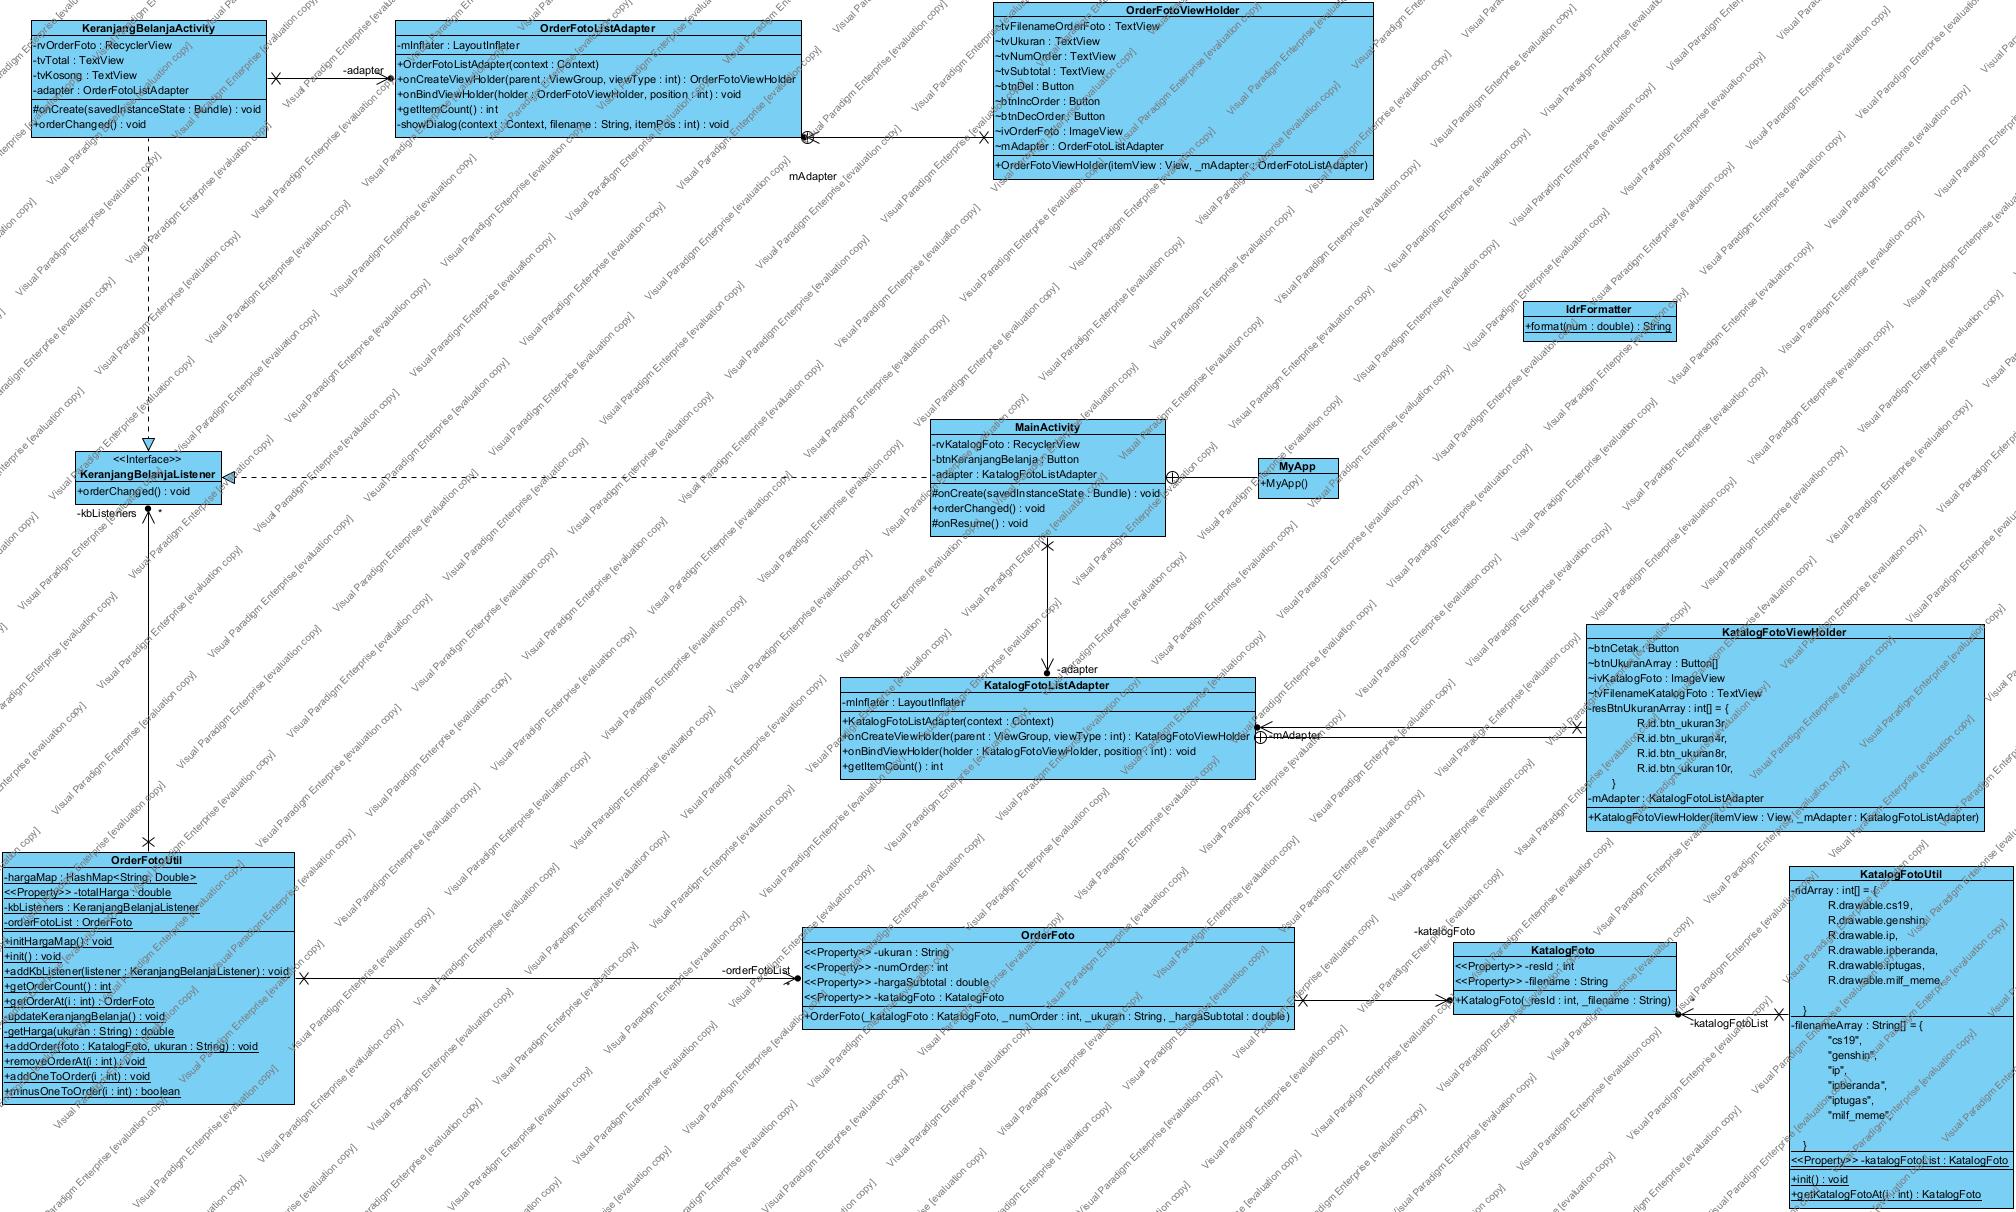 KeranjangBelanjaActivity
-rvOrderFoto : RecyclerView
-tvTotal : TextView
-tvKosong : TextView
-adapter : OrderFotoListAdapter
#onCreate(savedInstanceState : Bundle) : void
+orderChanged() : void
-adapter
OrderFotoListAdapter
-mInflater : LayoutInflater
+OrderFotoListAdapter(context : Context)
+onCreateViewHolder(parent : ViewGroup, viewType : int) : OrderFotoViewHolder
+onBindViewHolder(holder : OrderFotoViewHolder, position : int) : void
+getItemCount() : int
-showDialog(context : Context, filename : String, itemPos : int) : void
mAdapter
OrderFotoViewHolder
~tvFilenameOrderFoto : TextView
~tvUkuran : TextView
~tvNumOrder : TextView
~tvSubtotal : TextView
~btnDel : Button
~btnIncOrder : Button
~btnDecOrder : Button
~ivOrderFoto : ImageView
~mAdapter : OrderFotoListAdapter
+OrderFotoViewHolder(itemView : View, _mAdapter : OrderFotoListAdapter)
IdrFormatter
+format(num : double) : String
<<Interface>>
KeranjangBelanjaListener
+orderChanged() : void
-kbListeners
*
MainActivity
-rvKatalogFoto : RecyclerView
-btnKeranjangBelanja : Button
-adapter : KatalogFotoListAdapter
#onCreate(savedInstanceState : Bundle) : void
+orderChanged() : void
#onResume() : void
MyApp
+MyApp()
-adapter
KatalogFotoListAdapter
-mInflater : LayoutInflater
+KatalogFotoListAdapter(context : Context)
+onCreateViewHolder(parent : ViewGroup, viewType : int) : KatalogFotoViewHolder
+onBindViewHolder(holder : KatalogFotoViewHolder, position : int) : void
+getItemCount() : int
-mAdapter
KatalogFotoViewHolder
~btnCetak : Button
~btnUkuranArray : Button[]
~ivKatalogFoto : ImageView
~tvFilenameKatalogFoto : TextView
-resBtnUkuranArray : int[] = {
R.id.btn_ukuran3r,
R.id.btn_ukuran4r,
R.id.btn_ukuran8r,
R.id.btn_ukuran10r,
}
-mAdapter : KatalogFotoListAdapter
+KatalogFotoViewHolder(itemView : View, _mAdapter : KatalogFotoListAdapter)
OrderFotoUtil
-hargaMap : HashMap<String, Double>
<<Property>> -totalHarga : double
-kbListeners : KeranjangBelanjaListener
-orderFotoList : OrderFoto
+initHargaMap() : void
+init() : void
+addKbListener(listener : KeranjangBelanjaListener) : void
+getOrderCount() : int
+getOrderAt(i : int) : OrderFoto
-updateKeranjangBelanja() : void
-getHarga(ukuran : String) : double
+addOrder(foto : KatalogFoto, ukuran : String) : void
+removeOrderAt(i : int) : void
+addOneToOrder(i : int) : void
+minusOneToOrder(i : int) : boolean
-orderFotoList
OrderFoto
<<Property>> -ukuran : String
<<Property>> -numOrder : int
<<Property>> -hargaSubtotal : double
<<Property>> -katalogFoto : KatalogFoto
+OrderFoto(_katalogFoto : KatalogFoto, _numOrder : int, _ukuran : String, _hargaSubtotal : double)
-katalogFoto
KatalogFoto
<<Property>> -resId : int
<<Property>> -filename : String
+KatalogFoto(_resId : int, _filename : String)
-katalogFotoList
*
KatalogFotoUtil
-ridArray : int[] = {
R.drawable.cs19,
R.drawable.genshin,
R.drawable.ip,
R.drawable.ipberanda,
R.drawable.iptugas,
R.drawable.milf_meme,
}
-filenameArray : String[] = {
"cs19",
"genshin",
"ip",
"ipberanda",
"iptugas",
"milf_meme",
}
<<Property>> -katalogFotoList : KatalogFoto
+init() : void
+getKatalogFotoAt(i : int) : KatalogFoto
Visual Paradigm Enterprise [evaluation copy]